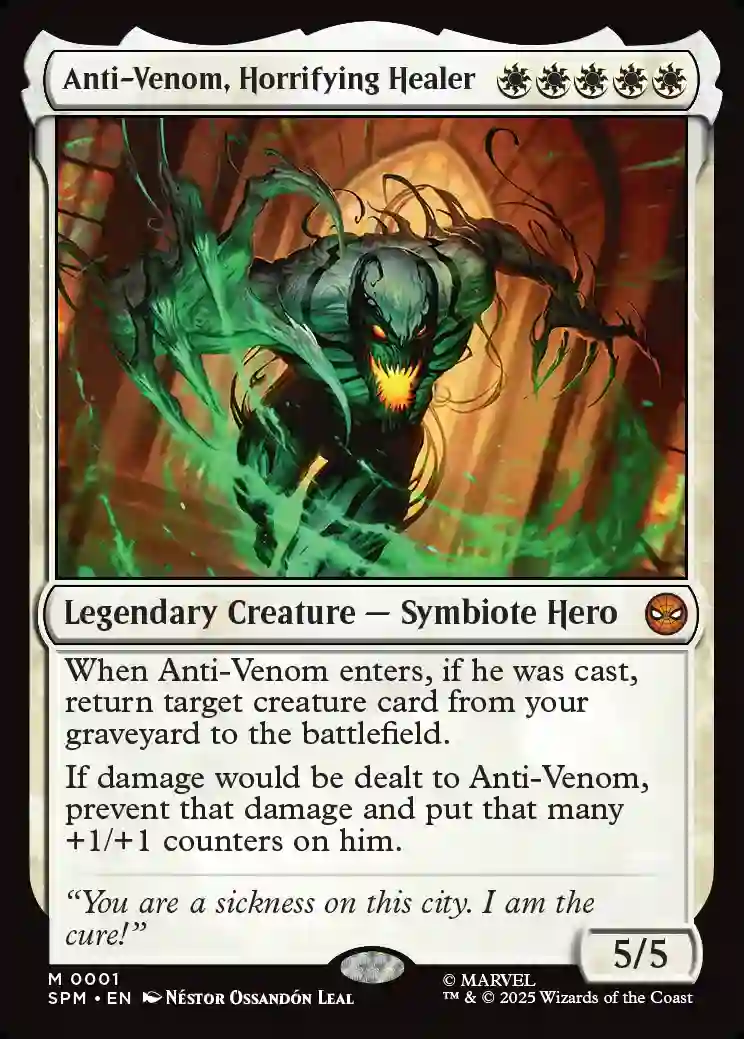 Anti-Venom, Horrifying Healer
Legendary Creature — Symbiote Hero
When Anti-Venom enters, if he was cast,
return target creature card from your
graveyard to the battlefield.
If damage would be dealt to Anti-Venom,
prevent that damage and put that many
+1/+1 counters on him.
“You are a sickness on this city. I am the
cure!”
5/5
M 0001
SPM • EN Néstor Ossandón Leal
© MARVEL
™ & © 2025 Wizards of the Coast